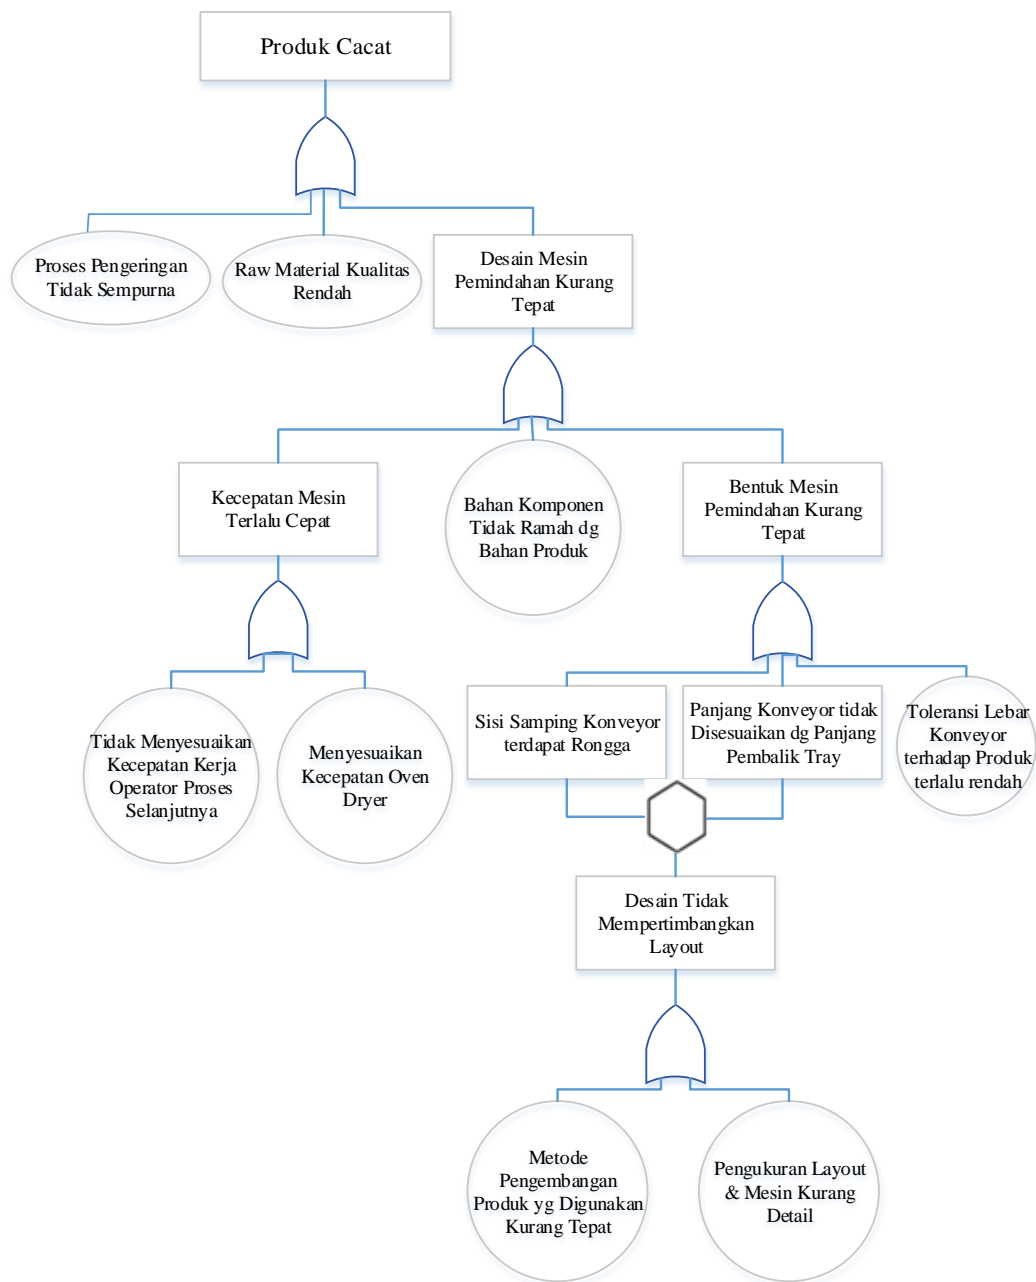 Produk Cacat
Proses Pengeringan
Tidak Sempurna
Raw Material Kualitas
Rendah
Desain Mesin
Pemindahan Kurang
Tepat
Kecepatan Mesin
Terlalu Cepat
Bahan Komponen
Tidak Ramah dg
Bahan Produk
Bentuk Mesin
Pemindahan Kurang
Tepat
Tidak Menyesuaikan
Kecepatan Kerja
Operator Proses
Selanjutnya
Menyesuaikan
Kecepatan Oven
Dryer
Sisi Samping Konveyor
terdapat Rongga
Panjang Konveyor tidak
Disesuaikan dg Panjang
Pembalik Tray
Toleransi Lebar
Konveyor
terhadap Produk
terlalu rendah
Desain Tidak
Mempertimbangkan
Layout
Metode
Pengembangan
Produk yg Digunakan
Kurang Tepat
Pengukuran Layout
& Mesin Kurang
Detail